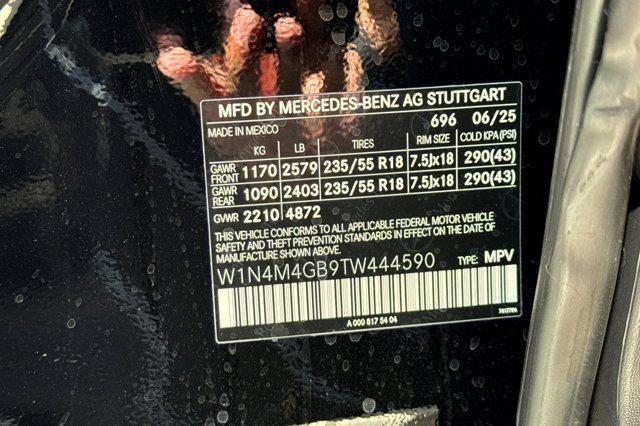 MFD BY MERCEDES-BENZ AG STUTTGART
MADE IN MEXICO 696 06/25
KG LB TIRES RIM SIZE COLD KPA(PSI)
GAWR FRONT 1170 2579 235/55 R18 7.5Jx18 290(43)
GAWR REAR 1090 2403 235/55 R18 7.5Jx18 290(43)
GVWR 2210 4872
THIS VEHICLE CONFORMS TO ALL APPLICABLE FEDERAL MOTOR VEHICLE
SAFETY AND THEFT PREVENTION STANDARDS IN EFFECT ON THE DATE OF
MANUFACTURE SHOWN ABOVE.
W1N4M4GB9TW444590 TYPE: MPV
A 000 817 54 04